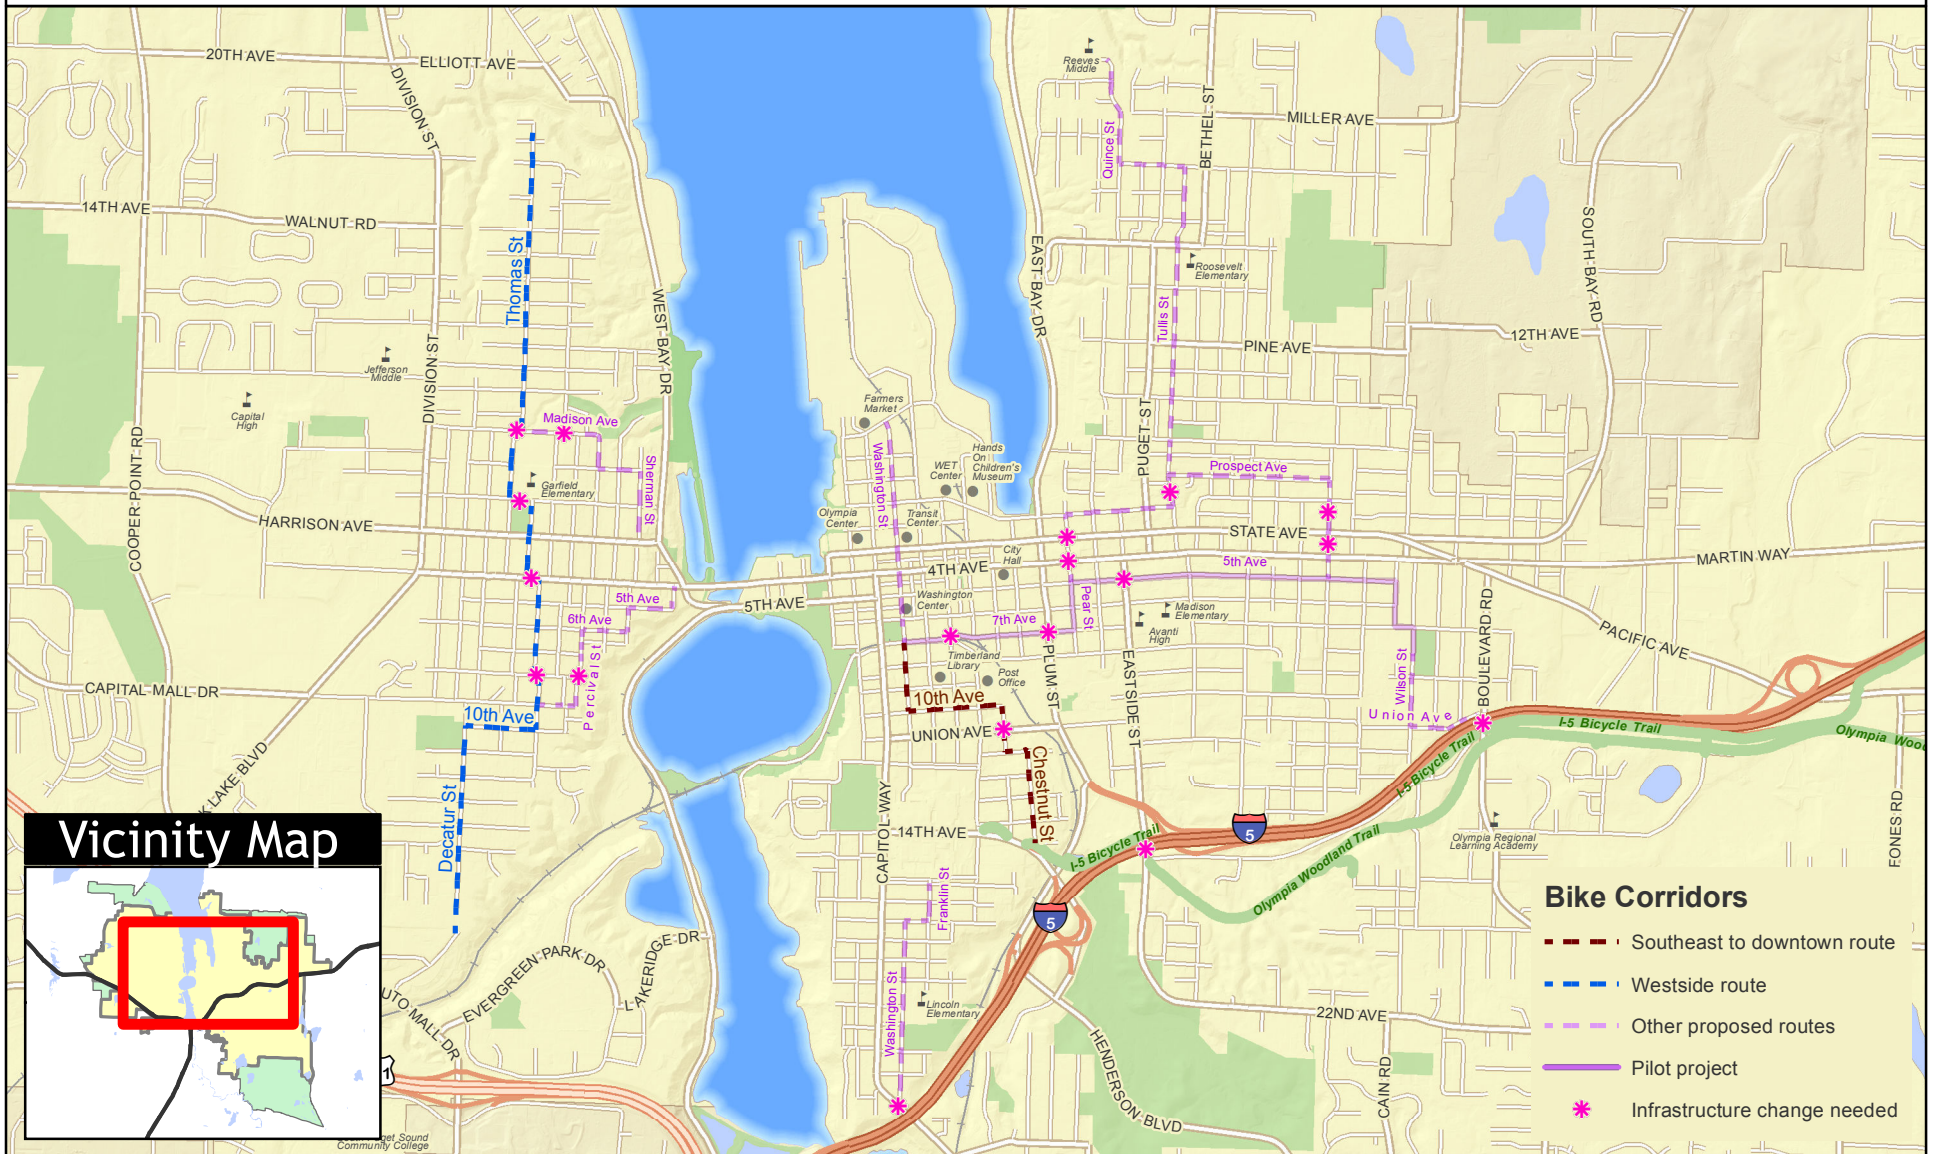 20TH AVE
ELLIOTT AVE
DIVISION ST
Reeves
Middle
BETHEL ST
MILLER AVE
Quince St
14TH AVE
WALNUT RD
Thomas St
WEST BAY DR
EAST BAY DR
Roosevelt
Elementary
SOUTH BAY RD
Tullis St
12TH AVE
PINE AVE
Jefferson
Middle
DIVISION ST
Capital
High
Madison Ave
Farmers
Market
PUGET ST
COOPER POINT RD
Sherman St
Garfield
Elementary
Washington St
WET
Center
Hands
On
Children's
Museum
Prospect Ave
HARRISON AVE
Olympia
Center
Transit
Center
STATE AVE
City
Hall
4TH AVE
5th Ave
MARTIN WAY
5TH AVE
5th Ave
6th Ave
Washington
Center
7th Ave
Pear St
Madison
Elementary
Avanti
High
PACIFIC AVE
BOULEVARD RD
Percival St
Timberland
Library
Post
Office
PLUM ST
EASTSIDE ST
Wilson St
CAPITAL MALL DR
10th Ave
10th Ave
UNION AVE
Union Ave
I-5 Bicycle Trail
Olympia Wood
K LAKE BLVD
Decatur St
Chestnut St
I-5 Bicycle Trail
CAPITOL WAY
14TH AVE
I-5 Bicycle Trail
5
Olympia Woodland Trail
Olympia Regional
Learning Academy
FONES RD
Franklin St
5
Vicinity Map
EVERGREEN PARK DR
LAKERIDGE DR
UTO MALL DR
Washington St
Lincoln
Elementary
22ND AVE
HENDERSON BLVD
CAIN RD
1
get Sound
Community College
Bike Corridors
Southeast to downtown route
Westside route
Other proposed routes
Pilot project
Infrastructure change needed